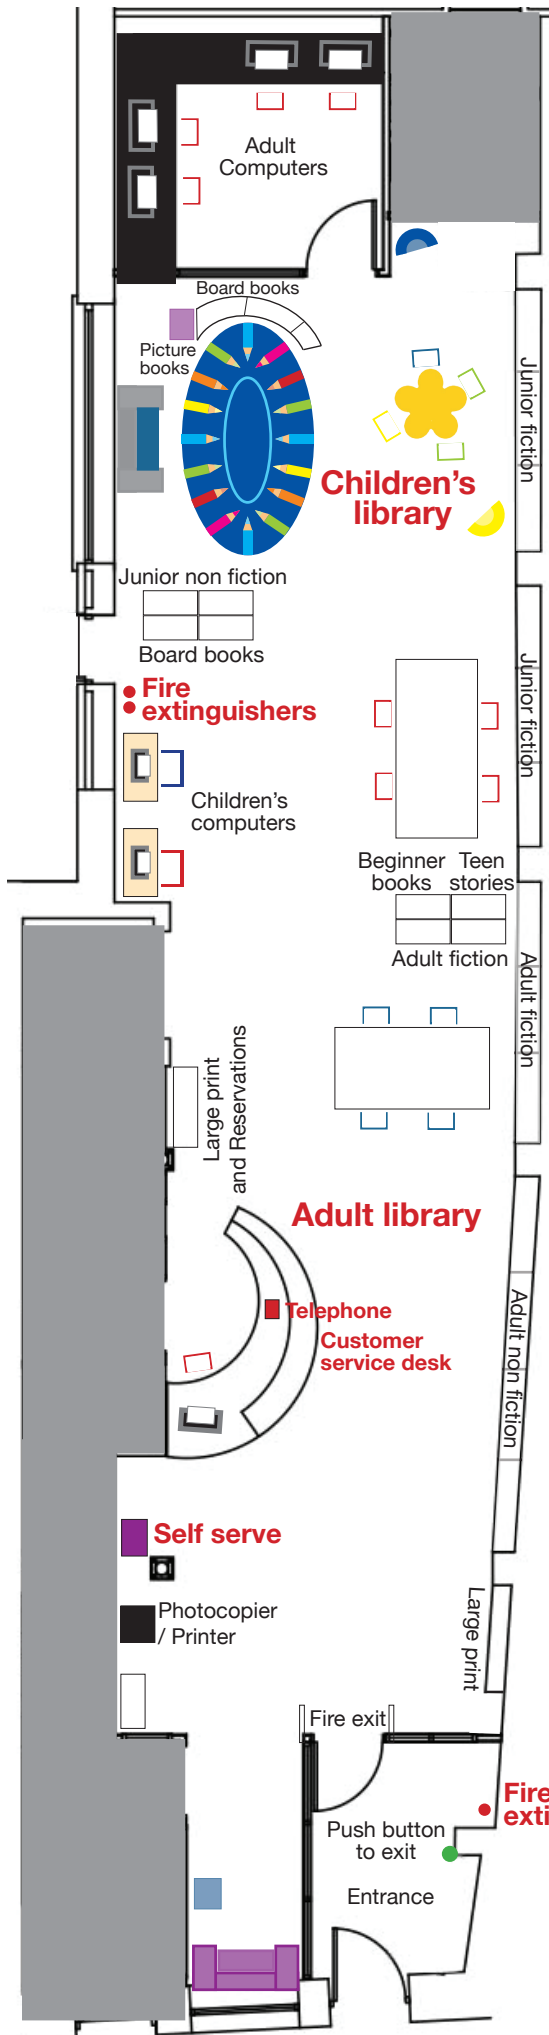 Adult
Computers
Board books
Picture
books
Junior fiction
Children's
library
Junior non fiction
Board books
Fire
extinguishers
Junior fiction
Children's
computers
Beginner
books
Teen
stories
Adult fiction
Adult fiction
Large print
and Reservations
Adult library
Telephone
Customer
service desk
Adult non fiction
Self serve
Photocopier
/ Printer
Large print
Fire exit
Fire
exti
Push button
to exit
Entrance